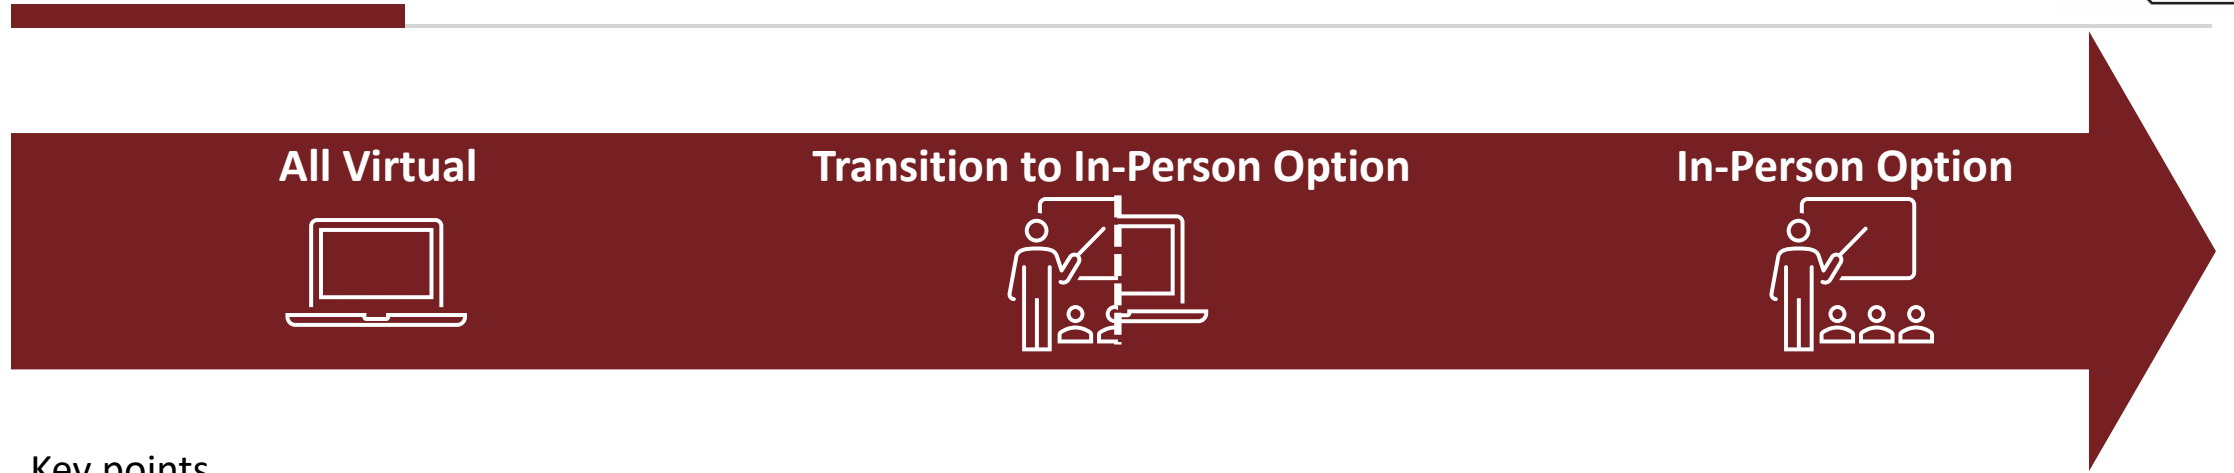 All Virtual
Transition to In-Person Option
In-Person Option
Key points